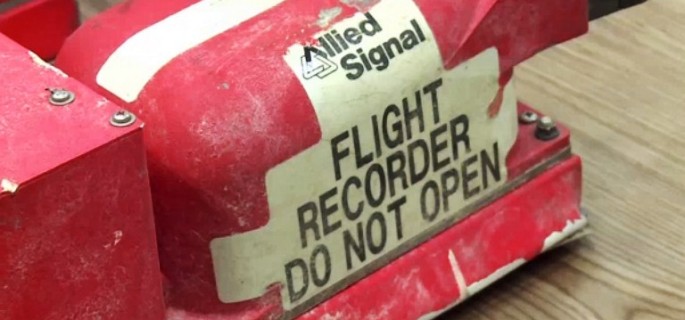 Allied
Signal
FLIGHT
RECORDER
DO NOT OPEN